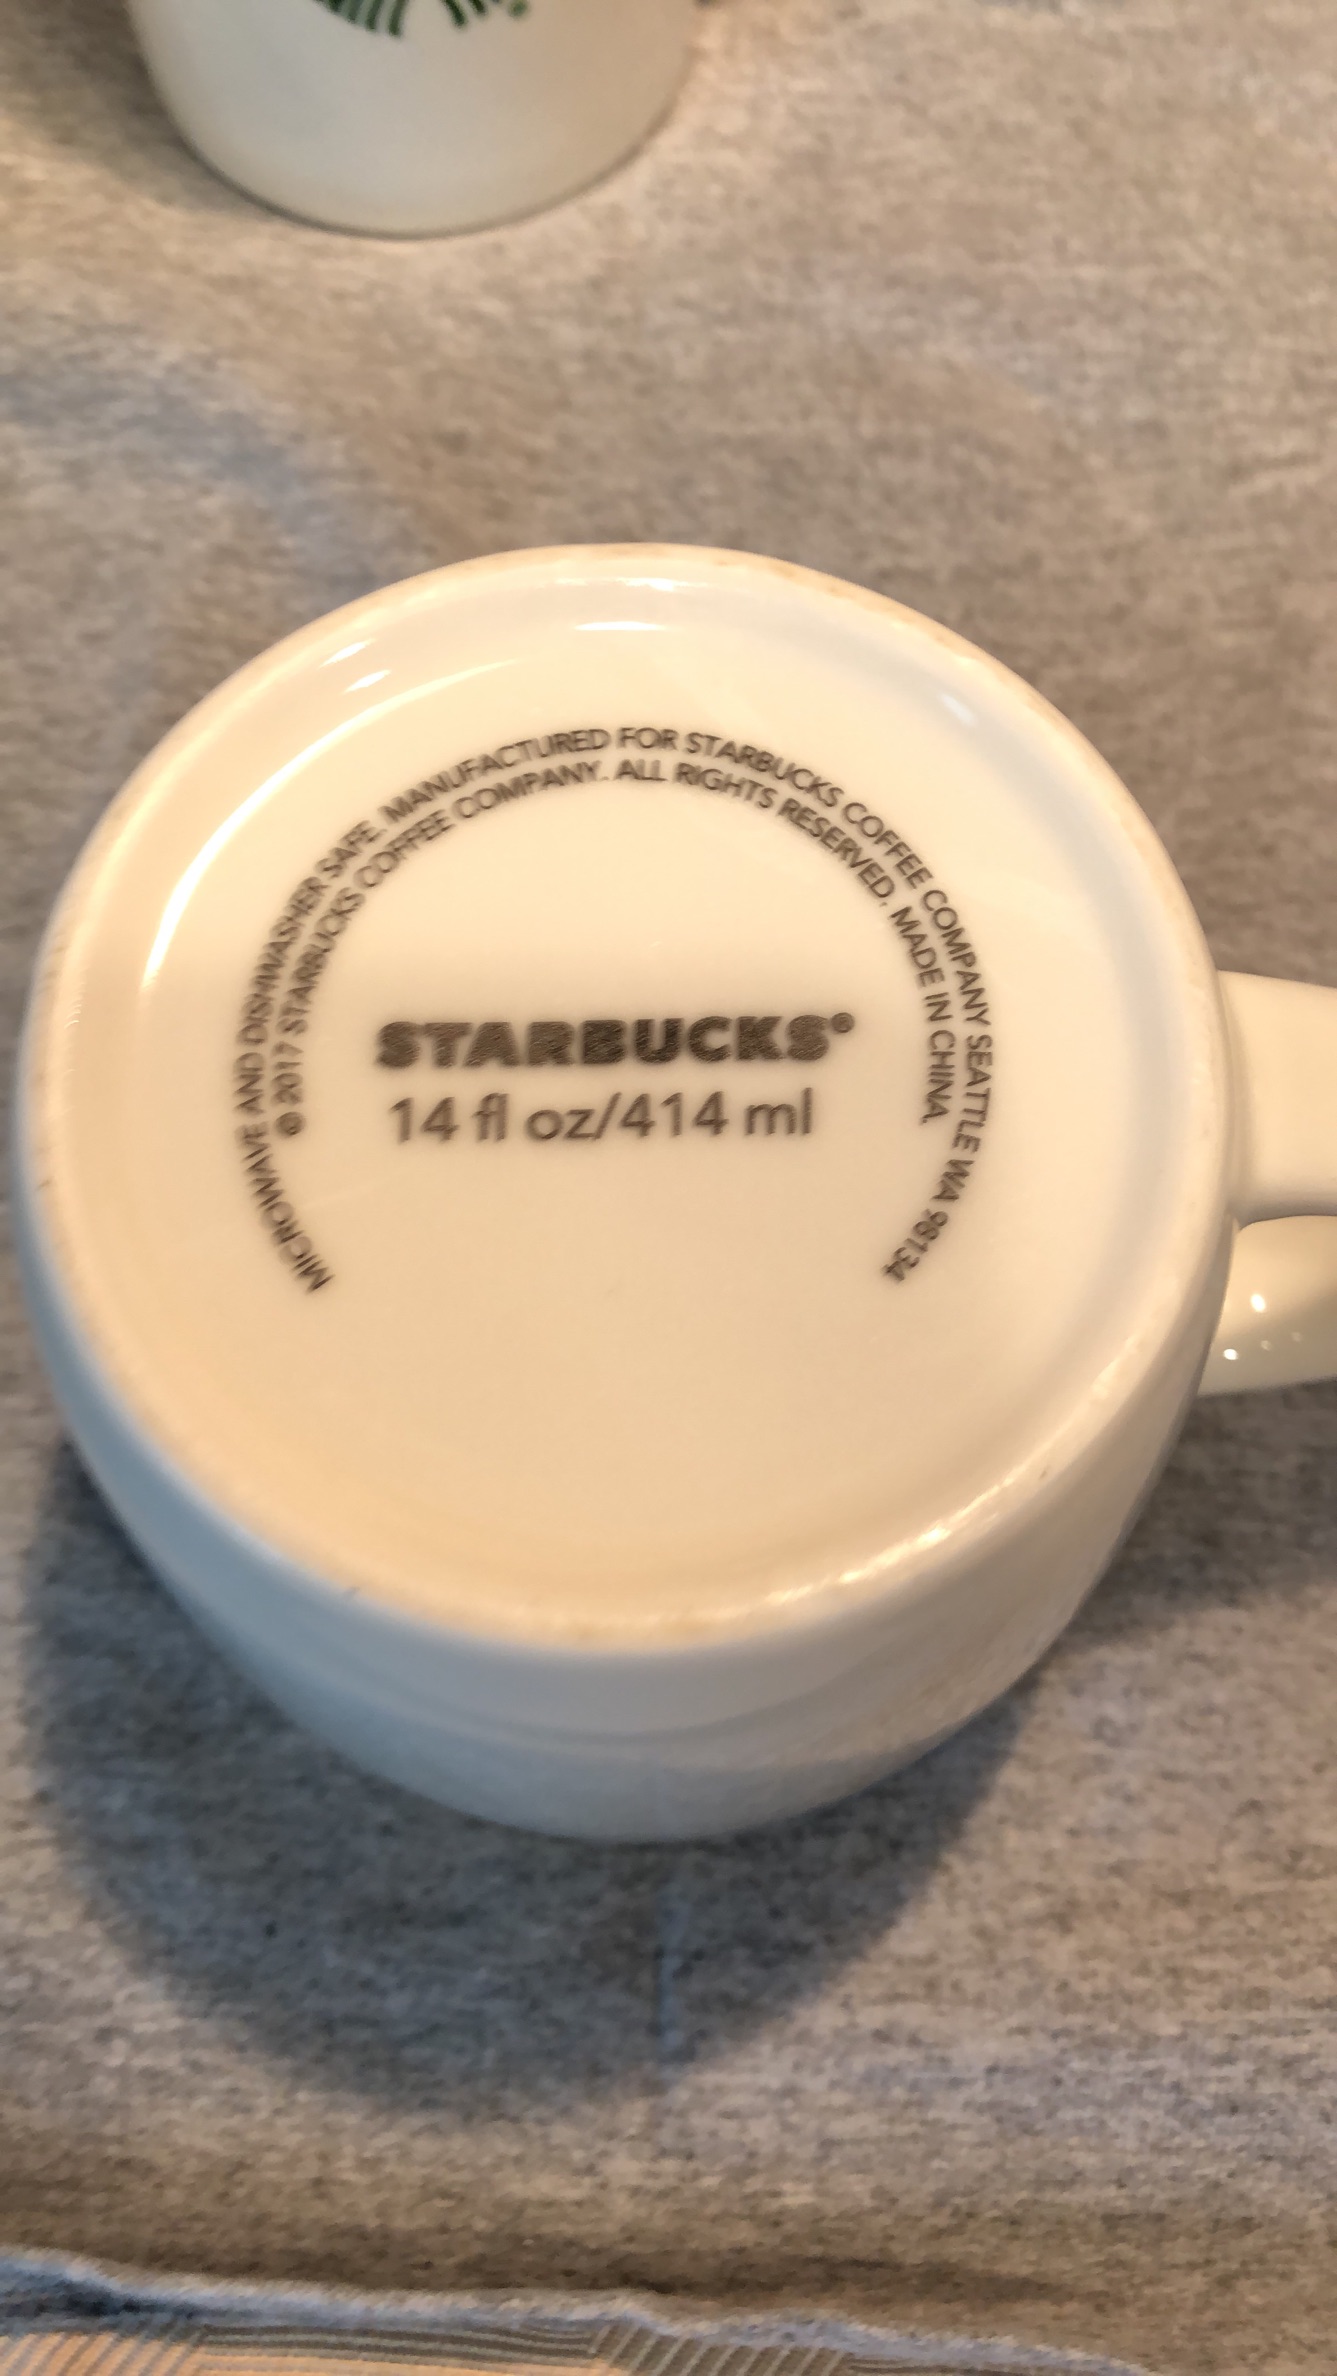 MICROWAVE AND DISHWASHER SAFE. MANUFACTURED FOR STARBUCKS COFFEE COMPANY SEATTLE WA 98134
© 2017 STARBUCKS COFFEE COMPANY. ALL RIGHTS RESERVED. MADE IN CHINA.
STARBUCKS®
14 fl oz/414 ml